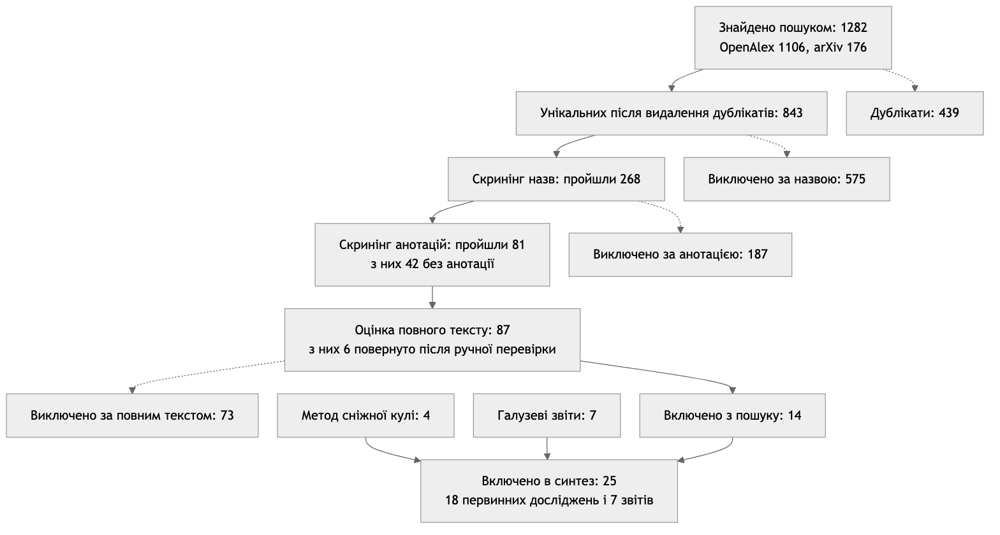 Знайдено пошуком: 1282
OpenAlex 1106, arXiv 176
Унікальних після видалення дублікатів: 843
Дублікати: 439
Скринінг назв: пройшли 268
Виключено за назвою: 575
Скринінг анотацій: пройшли 81
з них 42 без анотації
Виключено за анотацією: 187
Оцінка повного тексту: 87
з них 6 повернуто після ручної перевірки
Виключено за повним текстом: 73
Метод сніжної кулі: 4
Галузеві звіти: 7
Включено з пошуку: 14
Включено в синтез: 25
18 первинних досліджень і 7 звітів